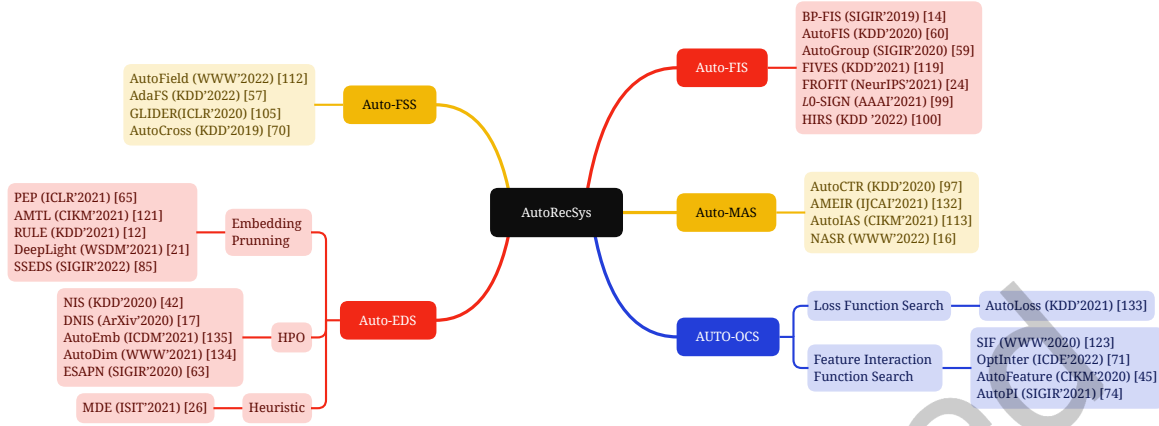 AutoField (WWW'2022) [112]
AdaFS (KDD'2022) [57]
GLIDER(ICLR'2020) [105]
AutoCross (KDD'2019) [70]
Auto-FSS
PEP (ICLR'2021) [65]
AMTL (CIKM'2021) [121]
RULE (KDD'2021) [12]
DeepLight (WSDM'2021) [21]
SSEDS (SIGIR'2022) [85]
Embedding
Prunning
NIS (KDD'2020) [42]
DNIS (ArXiv'2020) [17]
AutoEmb (ICDM'2021) [135]
AutoDim (WWW'2021) [134]
ESAPN (SIGIR'2020) [63]
HPO
MDE (ISIT'2021) [26]
Heuristic
Auto-EDS
AutoRecSys
Auto-FIS
BP-FIS (SIGIR'2019) [14]
AutoFIS (KDD'2020) [60]
AutoGroup (SIGIR'2020) [59]
FIVES (KDD'2021) [119]
FROFIT (NeurIPS'2021) [24]
L0-SIGN (AAAI'2021) [99]
HIRS (KDD '2022) [100]
Auto-MAS
AutoCTR (KDD'2020) [97]
AMEIR (IJCAI'2021) [132]
AutoIAS (CIKM'2021) [113]
NASR (WWW'2022) [16]
AUTO-OCS
Loss Function Search
AutoLoss (KDD'2021) [133]
Feature Interaction
Function Search
SIF (WWW'2020) [123]
OptInter (ICDE'2022) [71]
AutoFeature (CIKM'2020) [45]
AutoPI (SIGIR'2021) [74]